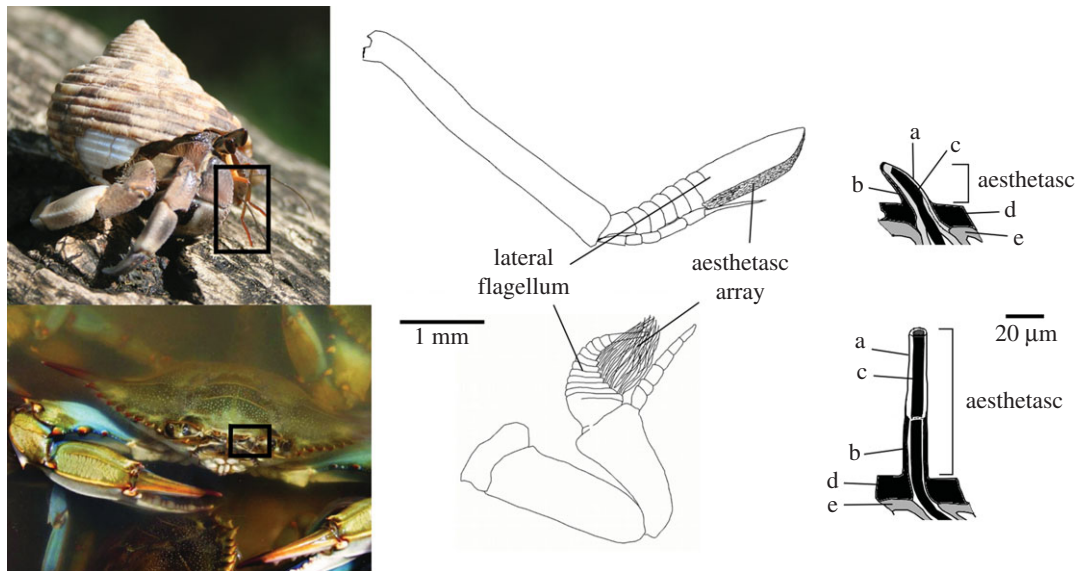 a
c
aesthetasc
b
d
e
lateral
flagellum
aesthetasc
array
1 mm
20 μm
a
c
aesthetasc
b
d
e